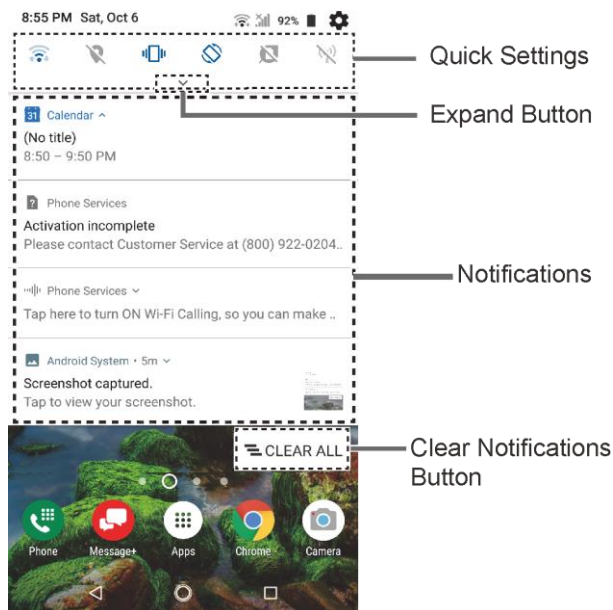 8:55 PM Sat, Oct 6 92%
Quick Settings
Expand Button
31 Calendar
(No title)
8:50 – 9:50 PM
? Phone Services
Activation incomplete
Please contact Customer Service at (800) 922-0204..
Notifications
Phone Services
Tap here to turn ON Wi-Fi Calling, so you can make ..
Android System • 5m
Screenshot captured.
Tap to view your screenshot.
CLEAR ALL
Clear Notifications
Button
Phone Message+ Apps Chrome Camera